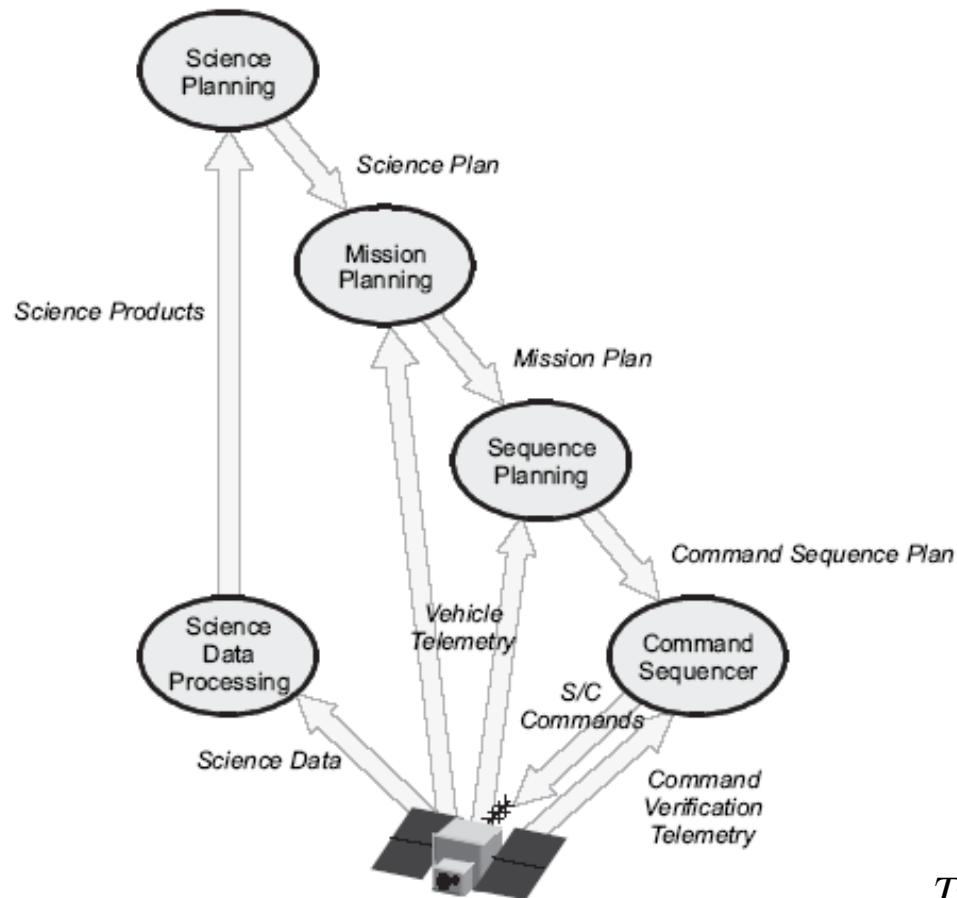 Science
Planning
Science Plan
Mission
Planning
Science Products
Mission Plan
Sequence
Planning
Command Sequence Plan
Vehicle
Telemetry
Science
Data
Processing
Command
Sequencer
S/C
Commands
Science Data
Command
Verification
Telemetry